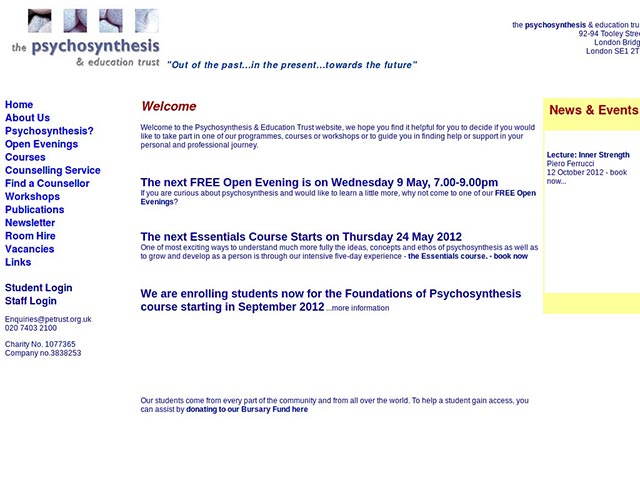 the psychosynthesis
& education trust
"Out of the past...in the present...towards the future"
the psychosynthesis & education
92-94 Tooley
London
London SE1
Home
About Us
Psychosynthesis?
Open Evenings
Courses
Counselling Service
Find a Counsellor
Workshops
Publications
Newsletter
Room Hire
Vacancies
Links
Student Login
Staff Login
Enquiries@petrust.org.uk
020 7403 2100
Charity No. 1077365
Company no.3838253
Welcome
Welcome to the Psychosynthesis & Education Trust website, we hope you find it helpful for you to decide if you would
like to take part in one of our programmes, courses or workshops or to guide you in finding help or support in your
personal and professional journey.
The next FREE Open Evening is on Wednesday 9 May, 7.00-9.00pm
If you are curious about psychosynthesis and would like to learn a little more, why not come to one of our FREE Open
Evenings?
The next Essentials Course Starts on Thursday 24 May 2012
One of most exciting ways to understand much more fully the ideas, concepts and ethos of psychosynthesis as well as
to grow and develop as a person is through our intensive five-day experience - the Essentials course. - book now
We are enrolling students now for the Foundations of Psychosynthesis
course starting in September 2012 ...more information
Our students come from every part of the community and from all over the world. To help a student gain access, you
can assist by donating to our Bursary Fund here
News & Events
Lecture: Inner Strength
Piero Ferrucci
12 October 2012 - book
now...